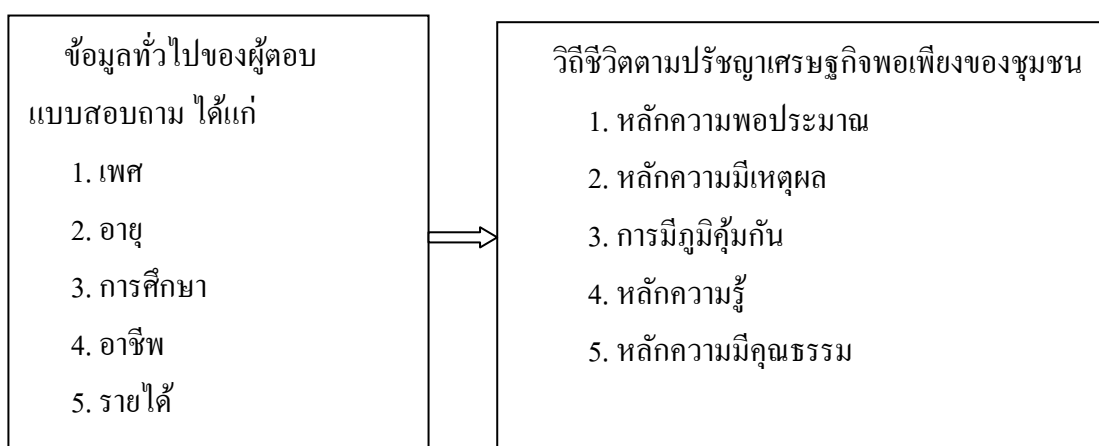 ข้อมูลทั่วไปของผู้ตอบ
แบบสอบถาม ได้แก่
1. เพศ
2. อายุ
3. การศึกษา
4. อาชีพ
5. รายได้
วิถีชีวิตตามปรัชญาเศรษฐกิจพอเพียงของชุมชน
1. หลักความพอประมาณ
2. หลักความมีเหตุผล
3. การมีภูมิคุ้มกัน
4. หลักความรู้
5. หลักความมีคุณธรรม